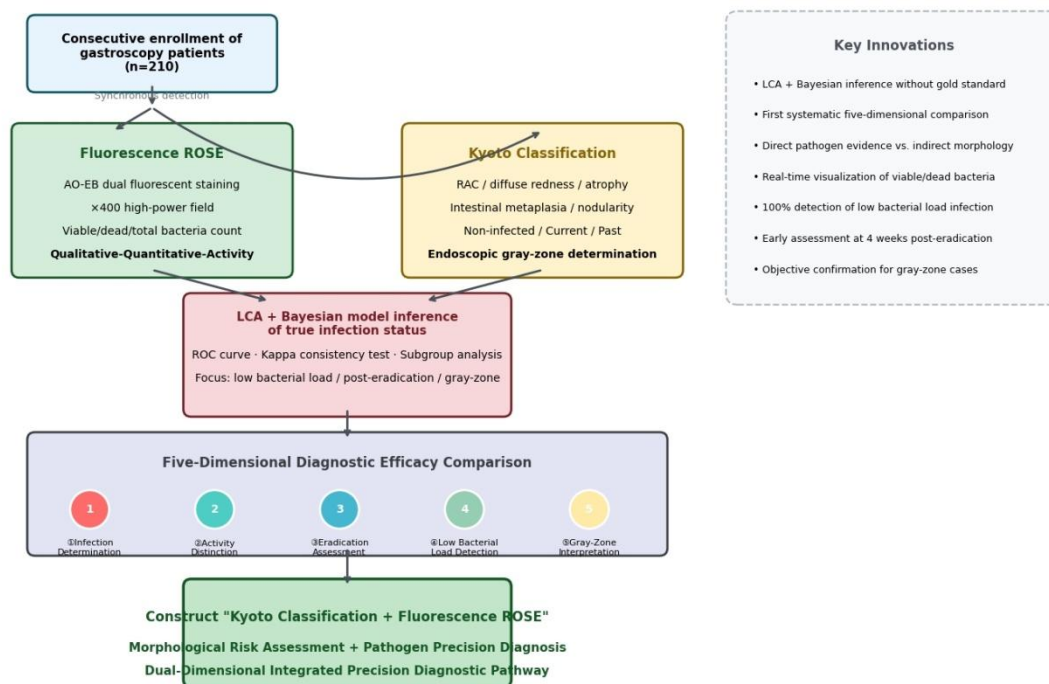 Consecutive enrollment of
gastroscopy patients
(n=210)
Synchronous detection
Fluorescence ROSE
AO-EB dual fluorescent staining
×400 high-power field
Viable/dead/total bacteria count
Qualitative-Quantitative-Activity
Kyoto Classification
RAC / diffuse redness / atrophy
Intestinal metaplasia / nodularity
Non-infected / Current / Past
Endoscopic gray-zone determination
LCA + Bayesian model inference
of true infection status
ROC curve · Kappa consistency test · Subgroup analysis
Focus: low bacterial load / post-eradication / gray-zone
Five-Dimensional Diagnostic Efficacy Comparison
1
2
3
4
5
①Infection
Determination
②Activity
Distinction
③Eradication
Assessment
④Low Bacterial
Load Detection
⑤Gray-Zone
Interpretation
Construct "Kyoto Classification + Fluorescence ROSE"
Morphological Risk Assessment + Pathogen Precision Diagnosis
Dual-Dimensional Integrated Precision Diagnostic Pathway
Key Innovations
• LCA + Bayesian inference without gold standard
• First systematic five-dimensional comparison
• Direct pathogen evidence vs. indirect morphology
• Real-time visualization of viable/dead bacteria
• 100% detection of low bacterial load infection
• Early assessment at 4 weeks post-eradication
• Objective confirmation for gray-zone cases